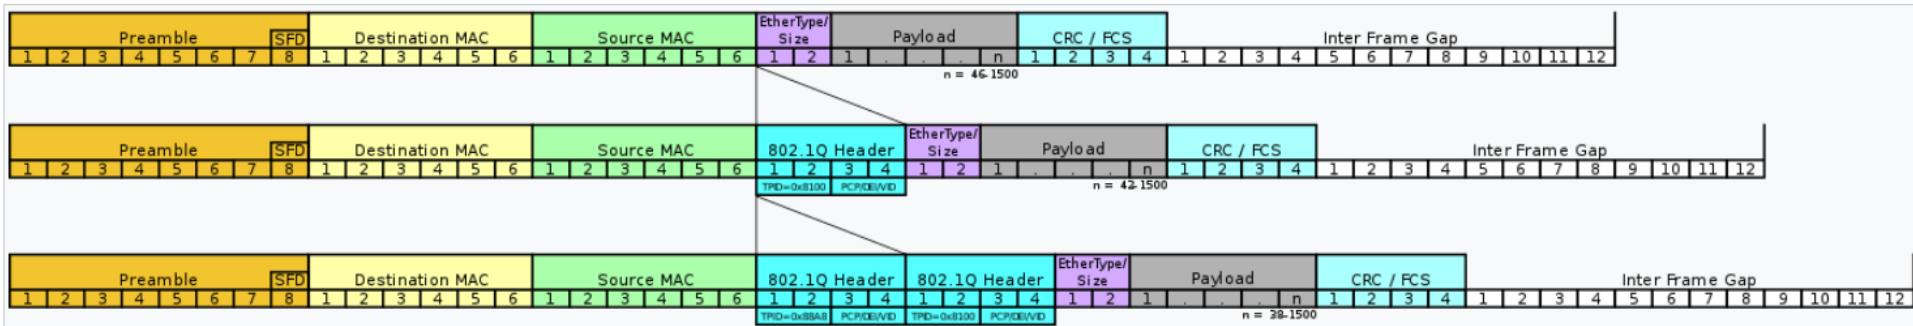 EtherType/
Preamble SFD Destination MAC Source MAC Size Payload CRC / FCS Inter Frame Gap
1 2 3 4 5 6 7 8 1 2 3 4 5 6 1 2 3 4 5 6 1 2 1 . . . n 1 2 3 4 1 2 3 4 5 6 7 8 9 10 11 12
n = 46-1500
EtherType/
Preamble SFD Destination MAC Source MAC 802.1Q Header Size Payload CRC / FCS Inter Frame Gap
1 2 3 4 5 6 7 8 1 2 3 4 5 6 1 2 3 4 5 6 1 2 3 4 1 2 1 . . . n 1 2 3 4 1 2 3 4 5 6 7 8 9 10 11 12
TPID=0x8100 PCP/DEI/VID n = 42-1500
EtherType/
Preamble SFD Destination MAC Source MAC 802.1Q Header 802.1Q Header Size Payload CRC / FCS Inter Frame Gap
1 2 3 4 5 6 7 8 1 2 3 4 5 6 1 2 3 4 5 6 1 2 3 4 1 2 3 4 1 2 1 . . . n 1 2 3 4 1 2 3 4 5 6 7 8 9 10 11 12
TPID=0x88A8 PCP/DEI/VID TPID=0x8100 PCP/DEI/VID n = 38-1500